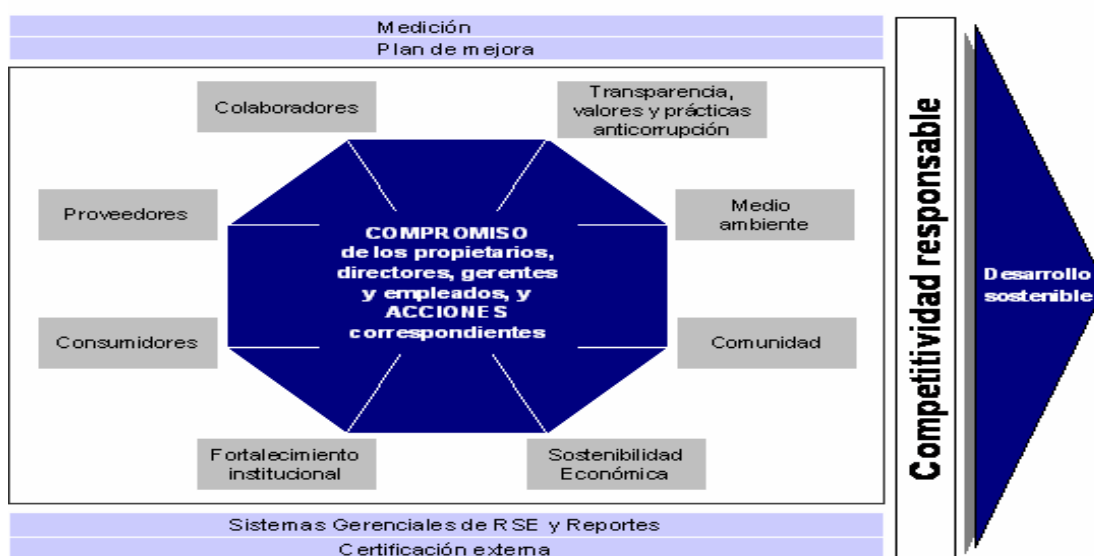 Medición
Plan de mejora
Colaboradores
Transparencia,
valores y prácticas
anticorrupción
Proveedores
Medio
ambiente
COMPROMISO
de los propietarios,
directores, gerentes
y empleados, y
ACCIONES
correspondientes
Consumidores
Comunidad
Fortalecimiento
institucional
Sostenibilidad
Económica
Sistemas Gerenciales de RSE y Reportes
Certificación externa
Competitividad responsable
Desarrollo
sostenible